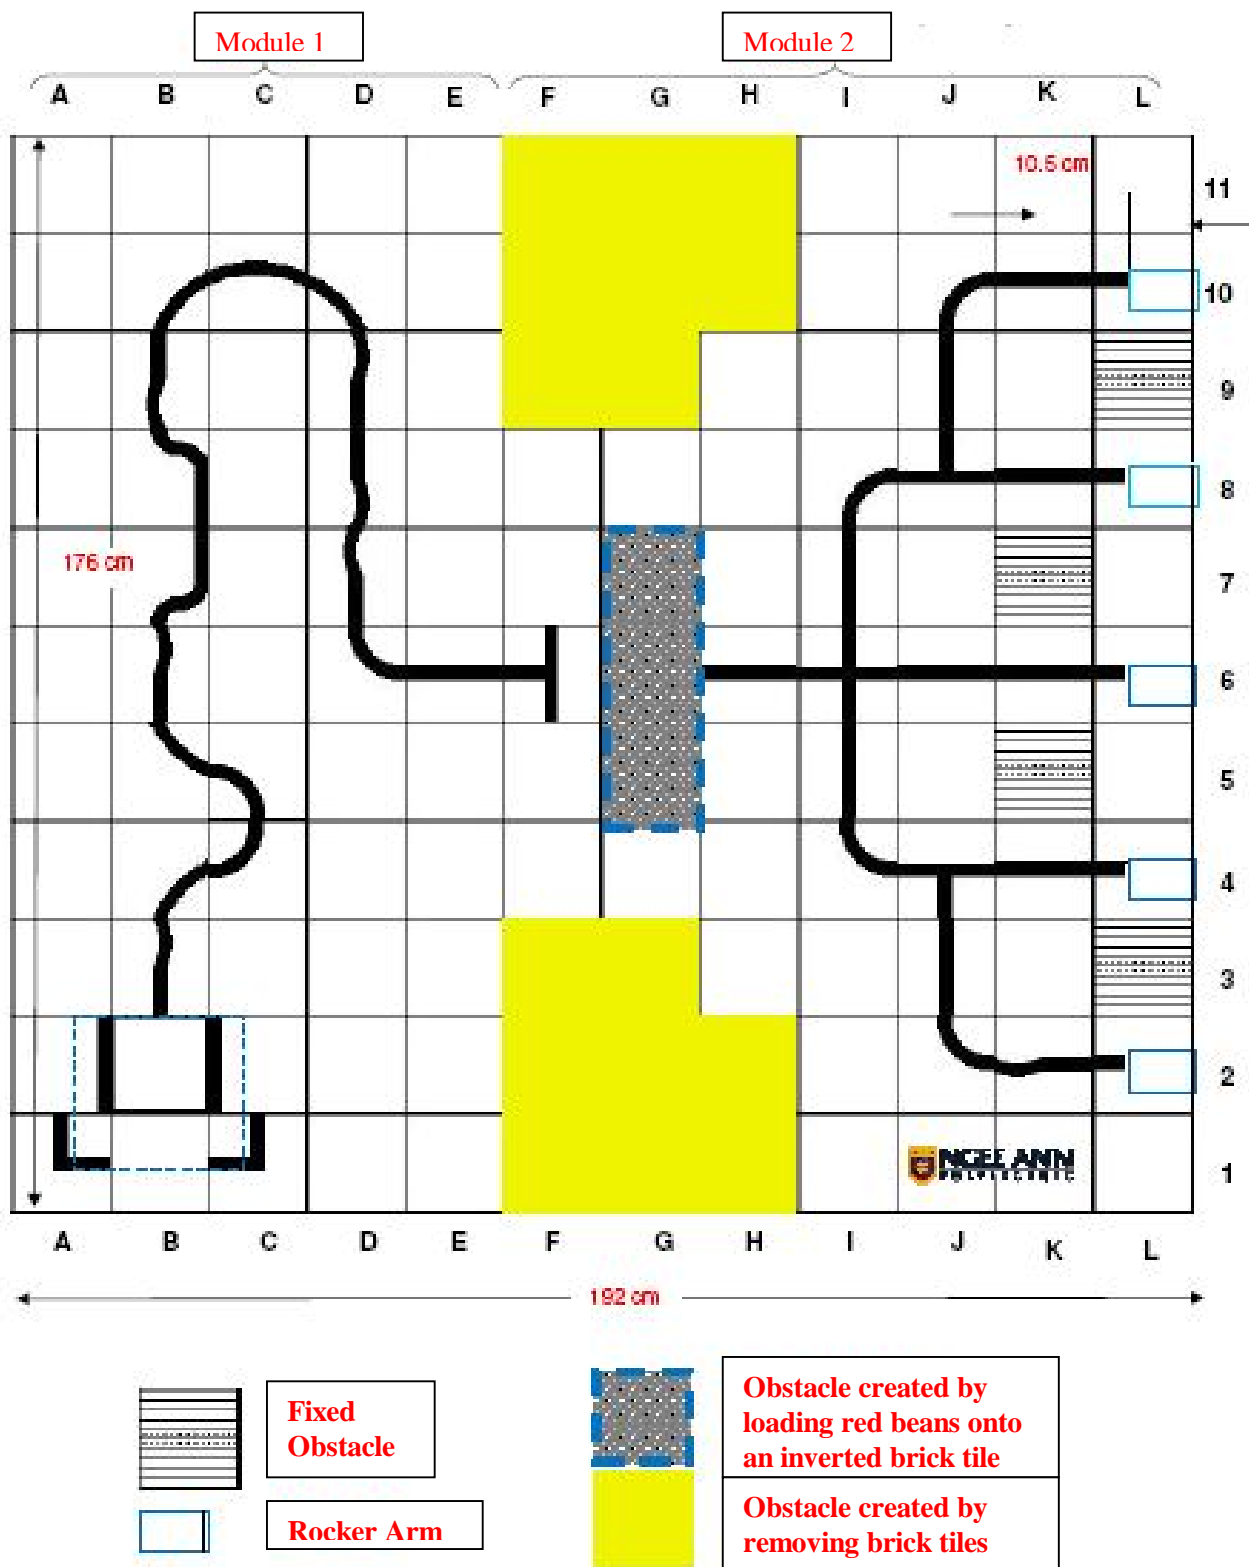 Module 1
Module 2
A B C D E F G H I J K L
10.5 cm
11
10
9
8
176 cm
7
6
5
4
3
2
NGEE ANN
POLYTECHNIC
1
A B C D E F G H I J K L
192 cm
Fixed
Obstacle
Obstacle created by
loading red beans onto
an inverted brick tile
Rocker Arm
Obstacle created by
removing brick tiles